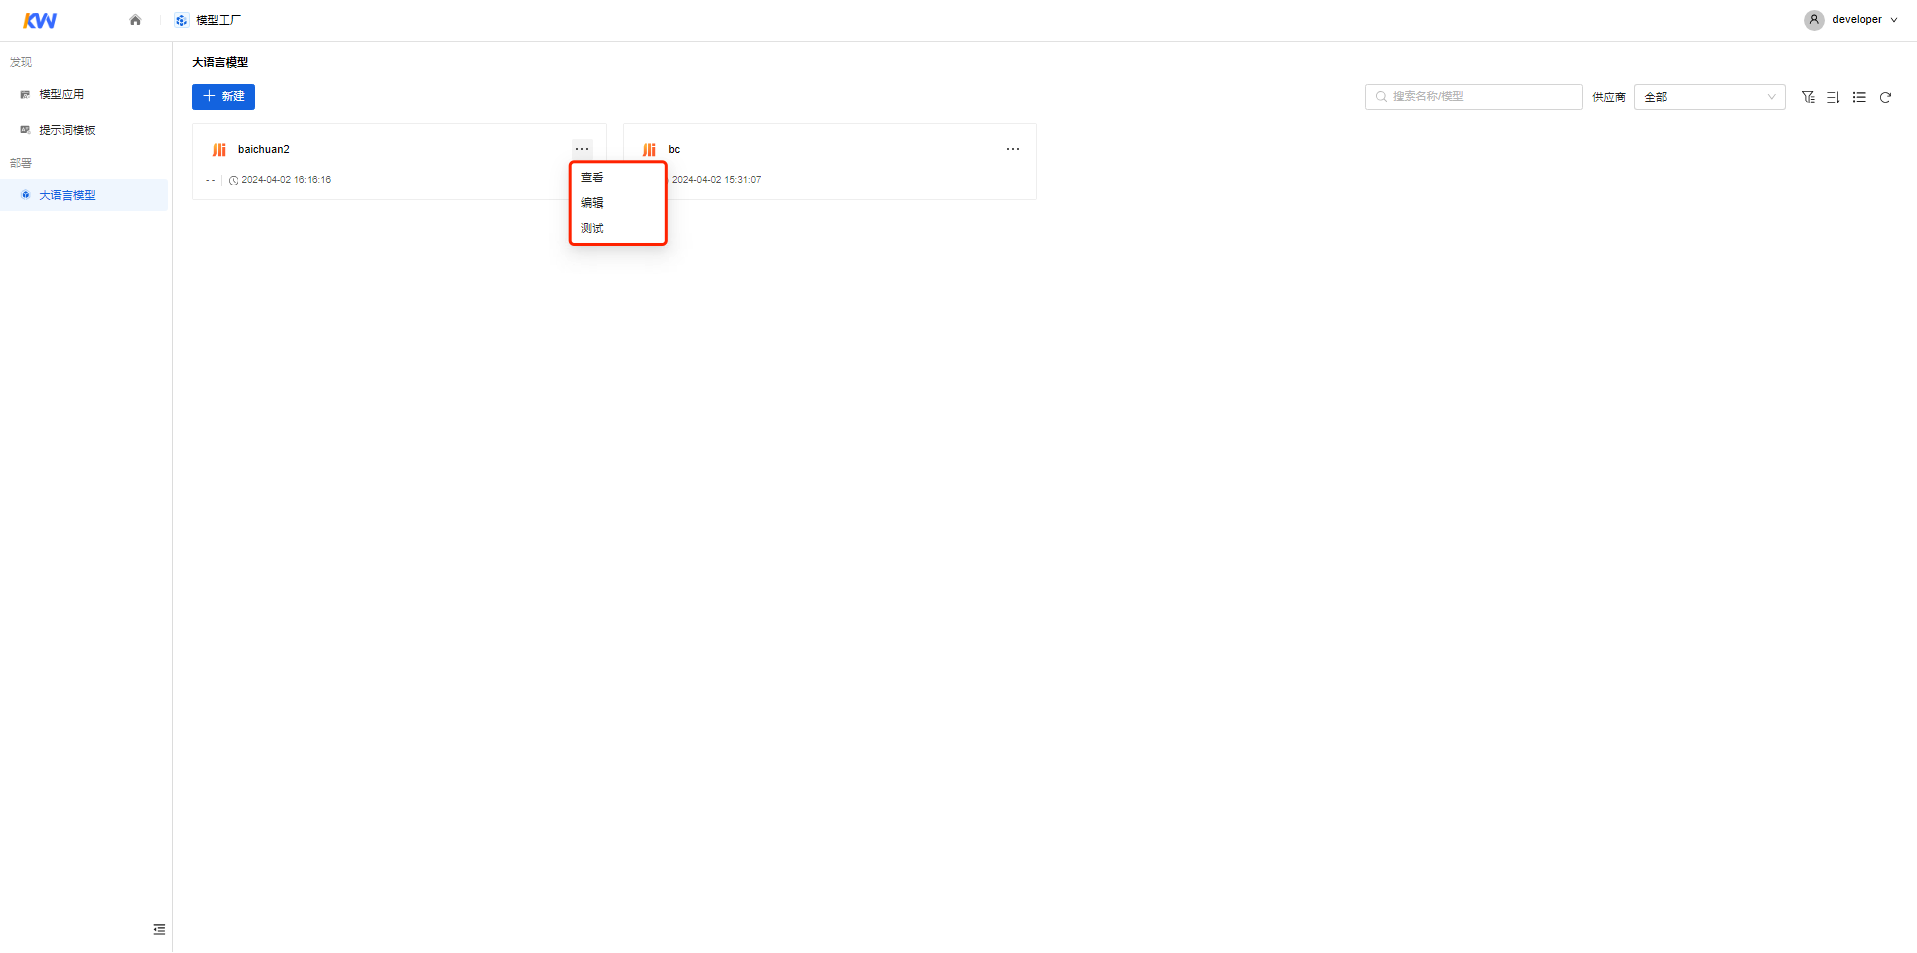 KW
模型工厂
developer
发现
模型应用
提示词模板
部署
大语言模型
大语言模型
新建
搜索名称/模型
供应商
全部
baichuan2
-- 2024-04-02 16:16:16
bc
2024-04-02 15:31:07
查看
编辑
测试